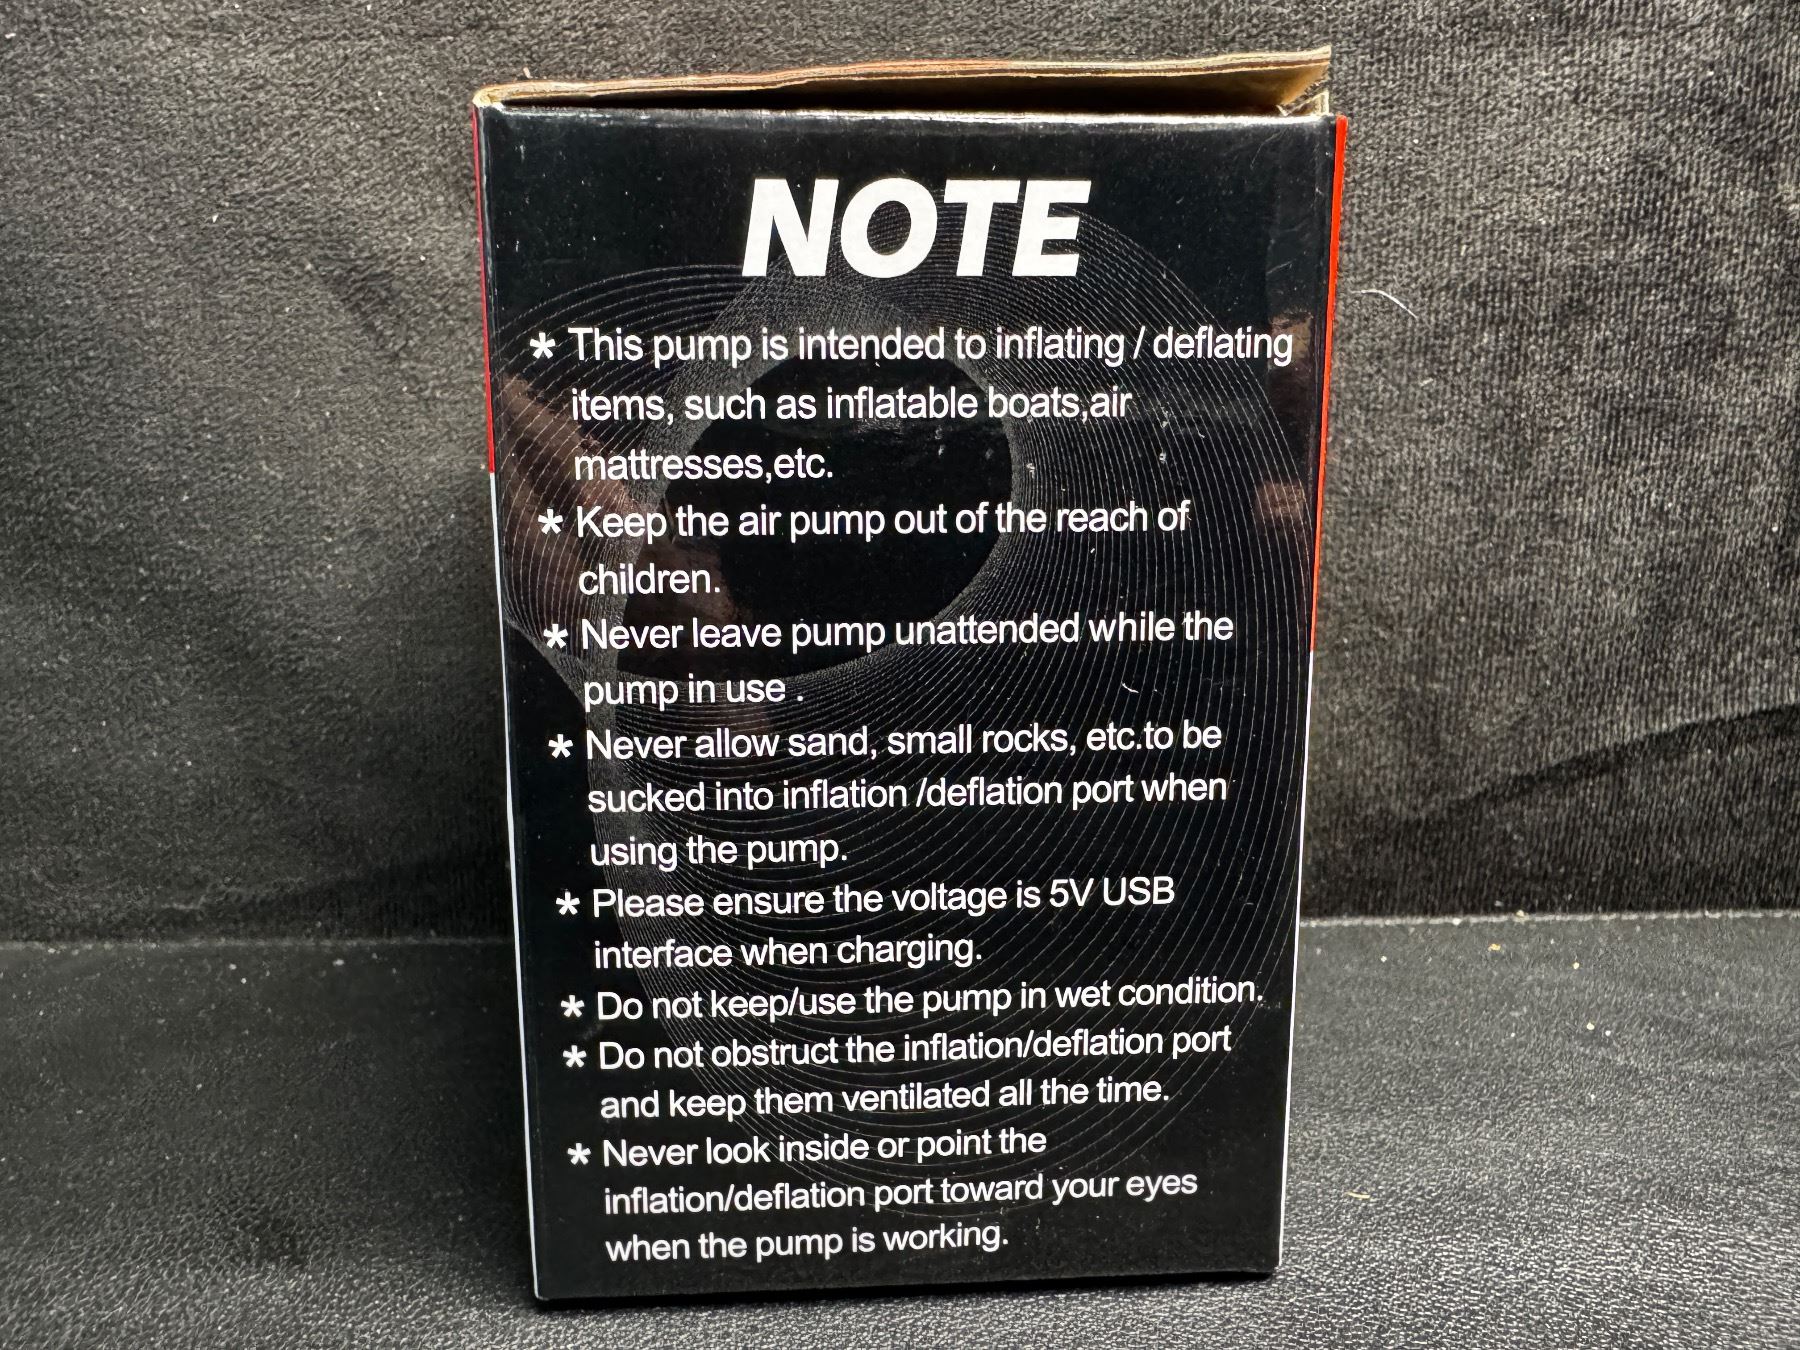 NOTE
* This pump is intended to inflating / deflating
items, such as inflatable boats,air
mattresses,etc.
* Keep the air pump out of the reach of
children.
* Never leave pump unattended while the
pump in use .
* Never allow sand, small rocks, etc.to be
sucked into inflation /deflation port when
using the pump.
* Please ensure the voltage is 5V USB
interface when charging.
* Do not keep/use the pump in wet condition.
* Do not obstruct the inflation/deflation port
and keep them ventilated all the time.
* Never look inside or point the
inflation/deflation port toward your eyes
when the pump is working.